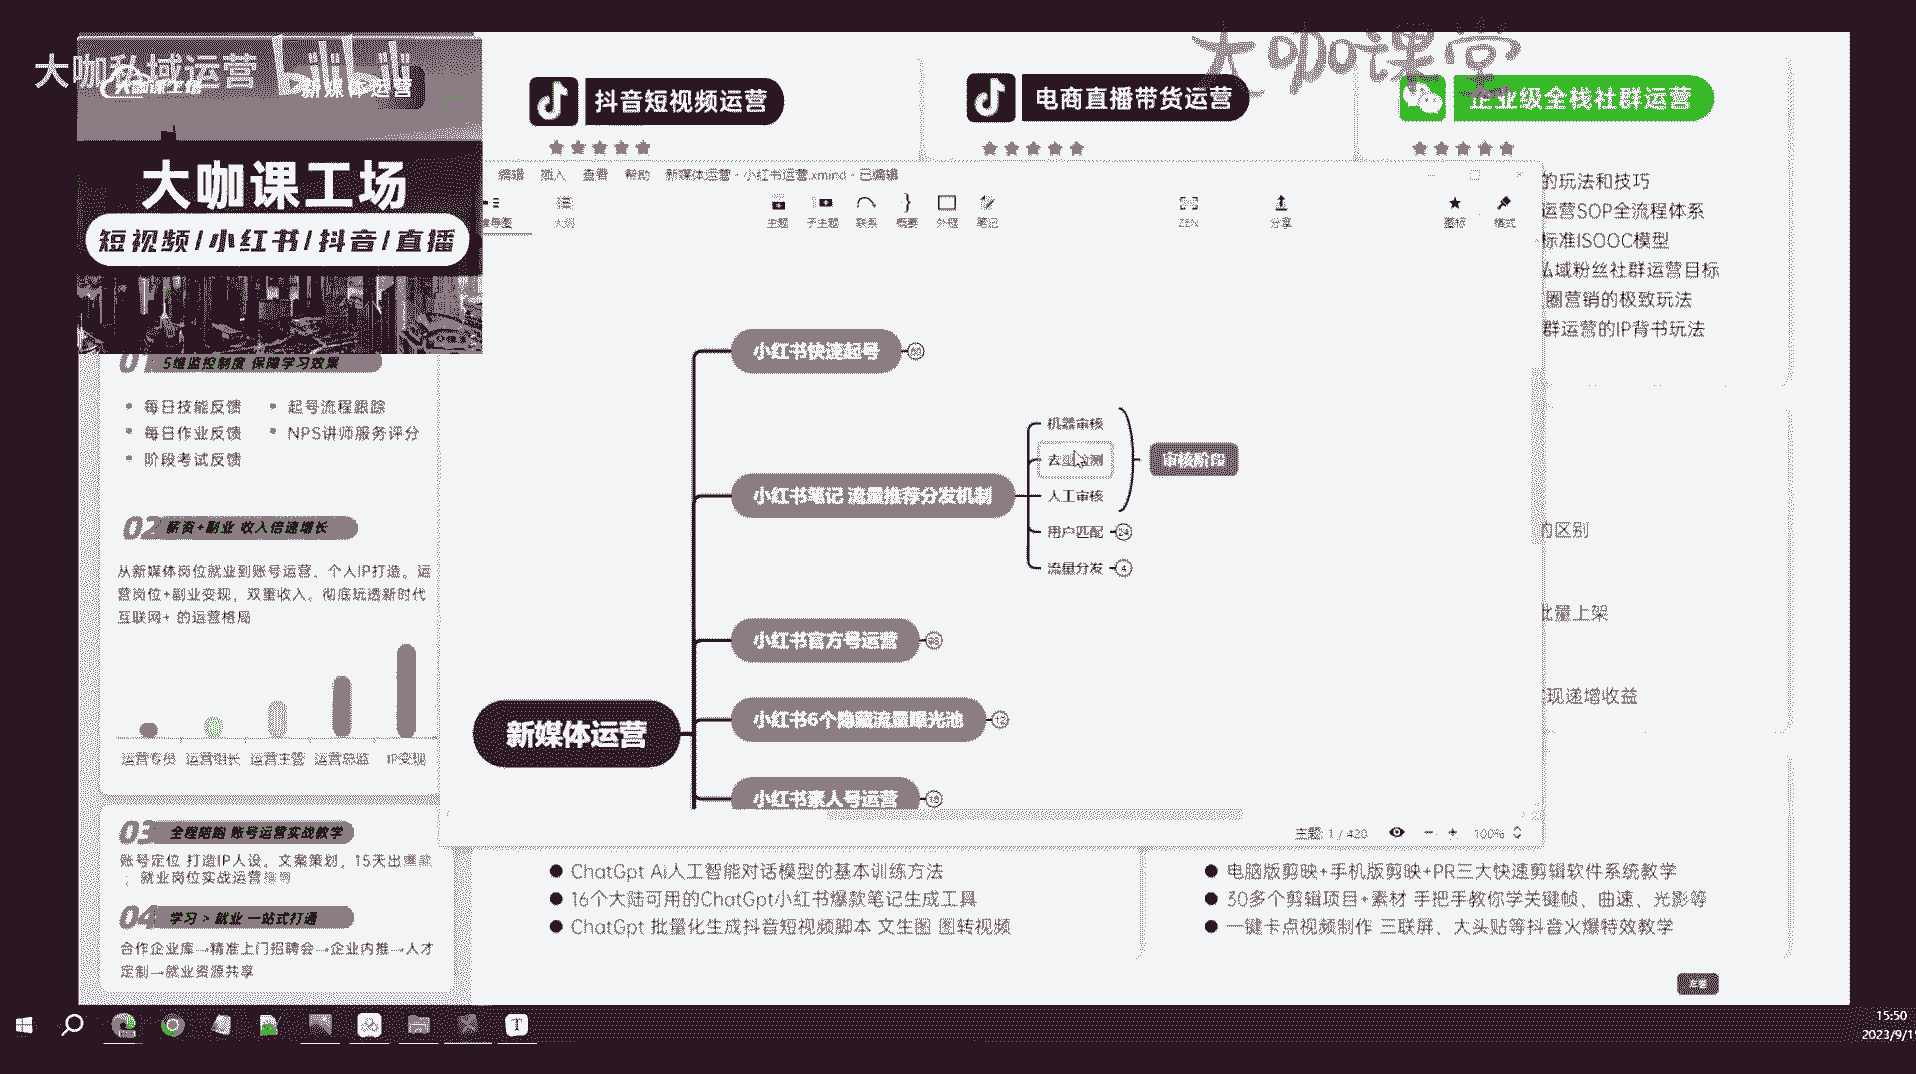 大咖私域运营
bilibili
大咖课工场
新媒体运营
大咖课堂
大咖课工场
短视频/小红书/抖音/直播
抖音短视频运营
电商直播带货运营
企业级全栈社群运营
编辑 插入 查看 帮助 新媒体运营 - 小红书运营.xmind - 已编辑
大纲 主题 子主题 联系 概要 外框 笔记 ZEN 分享 图标 格式
的玩法和技巧
运营SOP全流程体系
标准ISOOC模型
私域粉丝社群运营目标
圈营销的极致玩法
群运营的IP背书玩法
小红书快速起号
小红书笔记 流量推荐分发机制
机器审核
人工审核
用户匹配 24
流量分发 4
审核阶段
小红书官方号运营
小红书6个隐藏流量曝光池 12
新媒体运营
小红书素人号运营
主题: 1 / 420
100%
的区别
批量上架
现递增收益
01 5维监控制度 保障学习效果
每日技能反馈
起号流程跟踪
每日作业反馈
NPS讲师服务评分
阶段考试反馈
02 薪资+副业 收入倍速增长
从新媒体岗位就业到账号运营、个人IP打造。运
营岗位+副业变现，双重收入。彻底玩透新时代
互联网+ 的运营格局
运营专员 运营组长 运营主管 运营总监 IP变现
03 全程陪跑 账号运营实战教学
账号定位 打造IP人设。文案策划，15天出爆款
；就业岗位实战运营
04 学习 > 就业 一站式打通
合作企业库→精准上门招聘会→企业内推→人才
定制→就业资源共享
ChatGpt Ai人工智能对话模型的基本训练方法
16个大陆可用的ChatGpt小红书爆款笔记生成工具
ChatGpt 批量化生成抖音短视频脚本 文生图 图转视频
电脑版剪映+手机版剪映+PR三大快速剪辑软件系统教学
30多个剪辑项目+素材 手把手教你学关键帧、曲速、光影等
一键卡点视频制作 三联屏、大头贴等抖音火爆特效教学
15:50